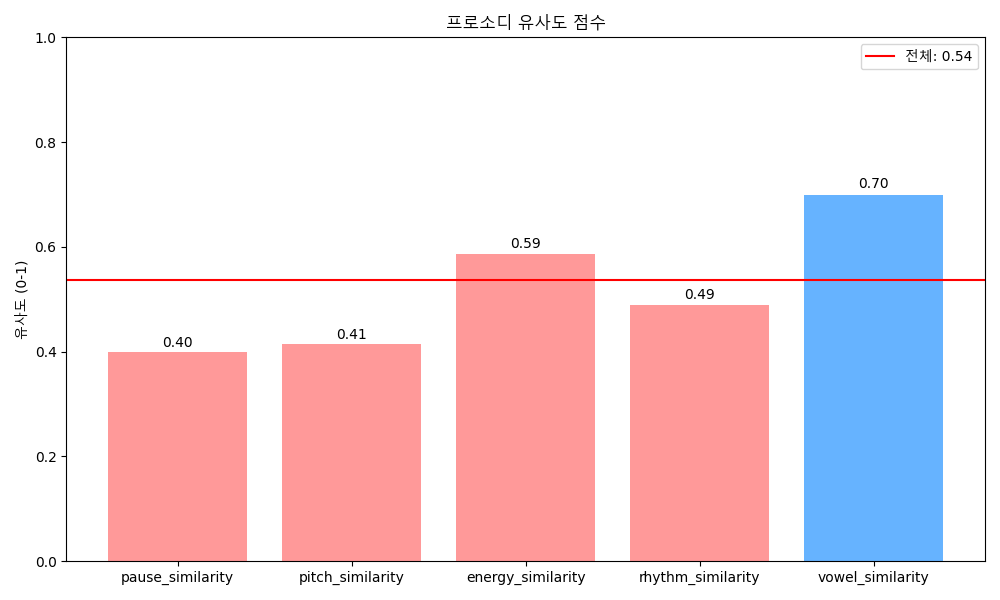 프로소디 유사도 점수
전체: 0.54
유사도 (0-1)
1.0
0.8
0.6
0.4
0.2
0.0
0.40
0.41
0.59
0.49
0.70
pause_similarity
pitch_similarity
energy_similarity
rhythm_similarity
vowel_similarity